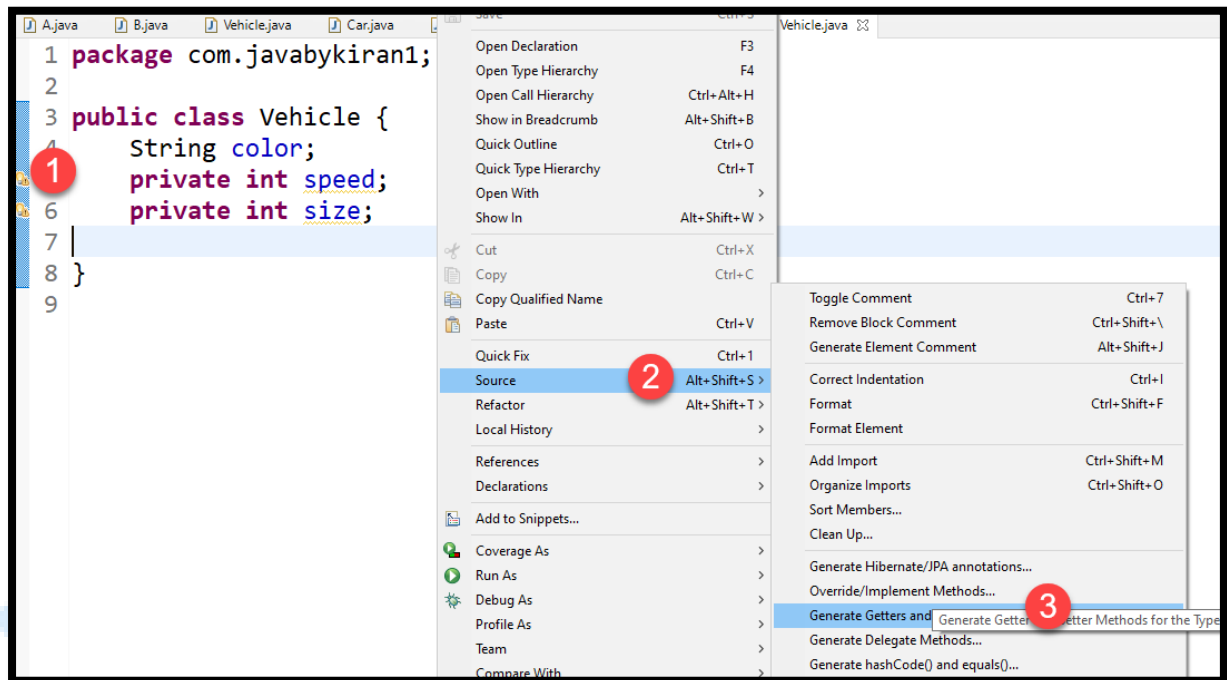 A.java B.java Vehicle.java Car.java Vehicle.java
1 package com.javabykiran1;
2
3 public class Vehicle {
4 String color;
1 private int speed;
6 private int size;
7
8 }
9
Save Ctrl+S
Open Declaration F3
Open Type Hierarchy F4
Open Call Hierarchy Ctrl+Alt+H
Show in Breadcrumb Alt+Shift+B
Quick Outline Ctrl+O
Quick Type Hierarchy Ctrl+T
Open With >
Show In Alt+Shift+W >
Cut Ctrl+X
Copy Ctrl+C
Copy Qualified Name
Paste Ctrl+V
Quick Fix Ctrl+1
Source 2 Alt+Shift+S >
Refactor Alt+Shift+T >
Local History >
References >
Declarations >
Add to Snippets...
Coverage As >
Run As >
Debug As >
Profile As >
Team >
Compare With >
Toggle Comment Ctrl+7
Remove Block Comment Ctrl+Shift+\
Generate Element Comment Alt+Shift+J
Correct Indentation Ctrl+I
Format Ctrl+Shift+F
Format Element
Add Import Ctrl+Shift+M
Organize Imports Ctrl+Shift+O
Sort Members...
Clean Up...
Generate Hibernate/JPA annotations...
Override/Implement Methods...
3
Generate Getters and Generate Getter etter Methods for the Type
Generate Delegate Methods...
Generate hashCode() and equals()...